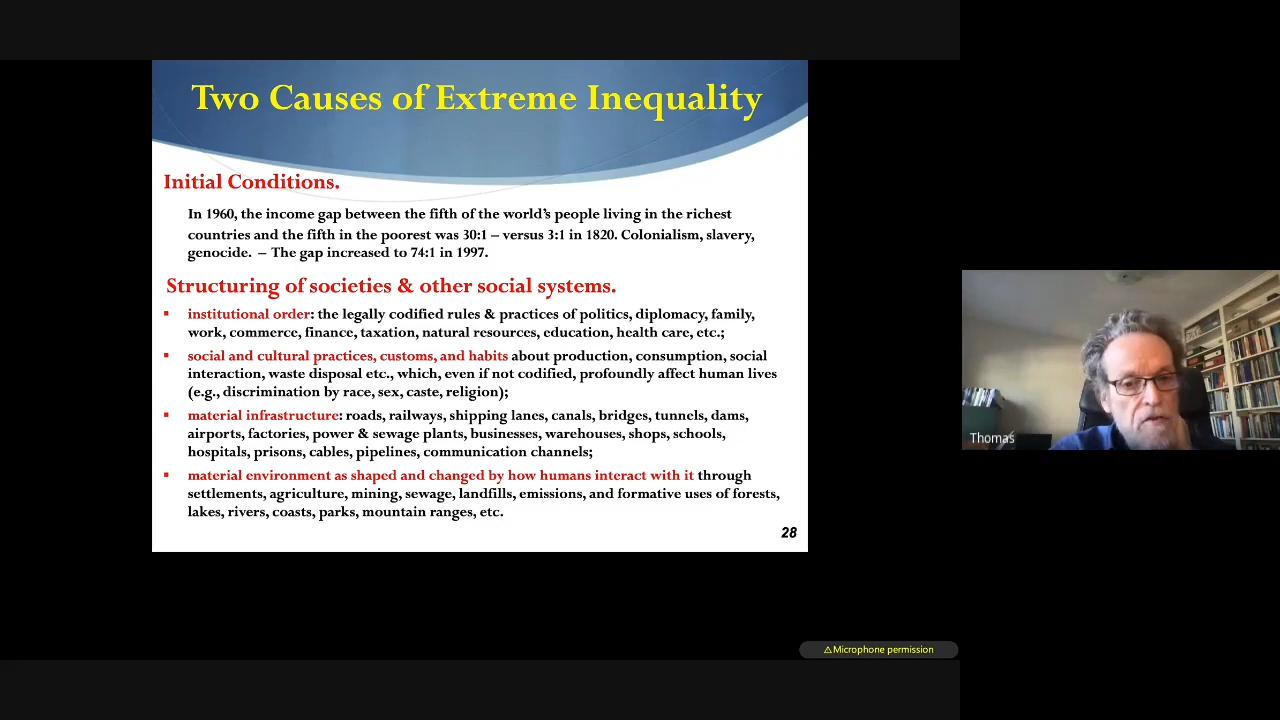 Two Causes of Extreme Inequality
Initial Conditions.
In 1960, the income gap between the fifth of the world's people living in the richest
countries and the fifth in the poorest was 30:1 – versus 3:1 in 1820. Colonialism, slavery,
genocide. – The gap increased to 74:1 in 1997.
Structuring of societies & other social systems.
▪ institutional order: the legally codified rules & practices of politics, diplomacy, family,
work, commerce, finance, taxation, natural resources, education, health care, etc.;
▪ social and cultural practices, customs, and habits about production, consumption, social
interaction, waste disposal etc., which, even if not codified, profoundly affect human lives
(e.g., discrimination by race, sex, caste, religion);
▪ material infrastructure: roads, railways, shipping lanes, canals, bridges, tunnels, dams,
airports, factories, power & sewage plants, businesses, warehouses, shops, schools,
hospitals, prisons, cables, pipelines, communication channels;
▪ material environment as shaped and changed by how humans interact with it through
settlements, agriculture, mining, sewage, landfills, emissions, and formative uses of forests,
lakes, rivers, coasts, parks, mountain ranges, etc.
28
Thomas
⚠Microphone permission